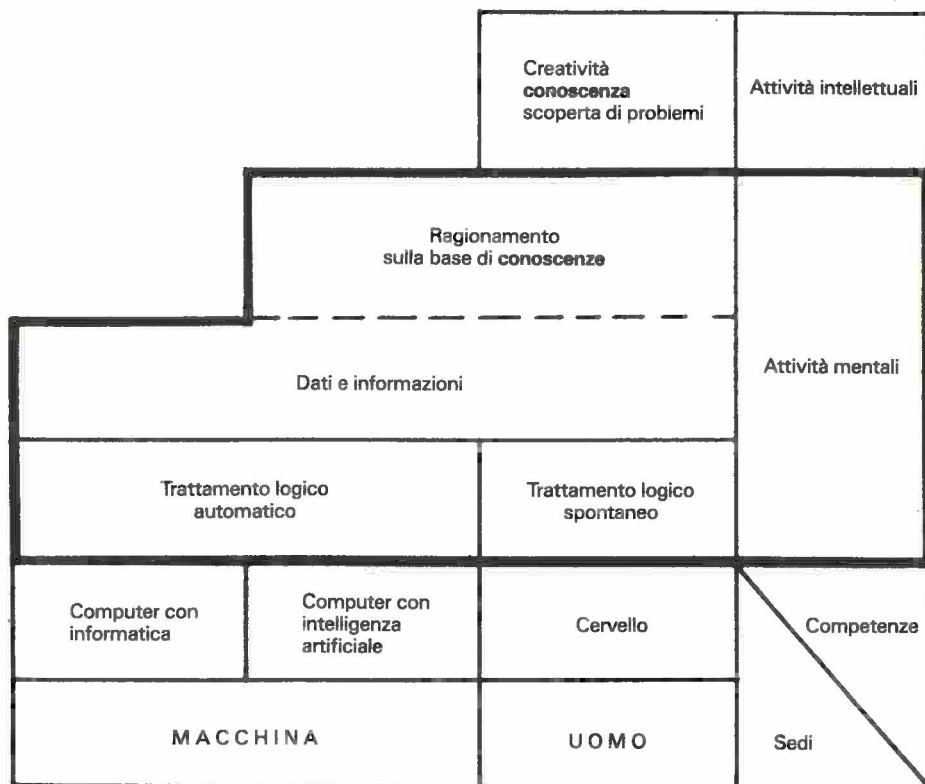 Creatività
conoscenza
scoperta di problemi
Attività intellettuali
Ragionamento
sulla base di conoscenze
Dati e informazioni
Attività mentali
Trattamento logico
automatico
Trattamento logico
spontaneo
Computer con
informatica
Computer con
intelligenza
artificiale
Cervello
Competenze
MACCHINA
UOMO
Sedi